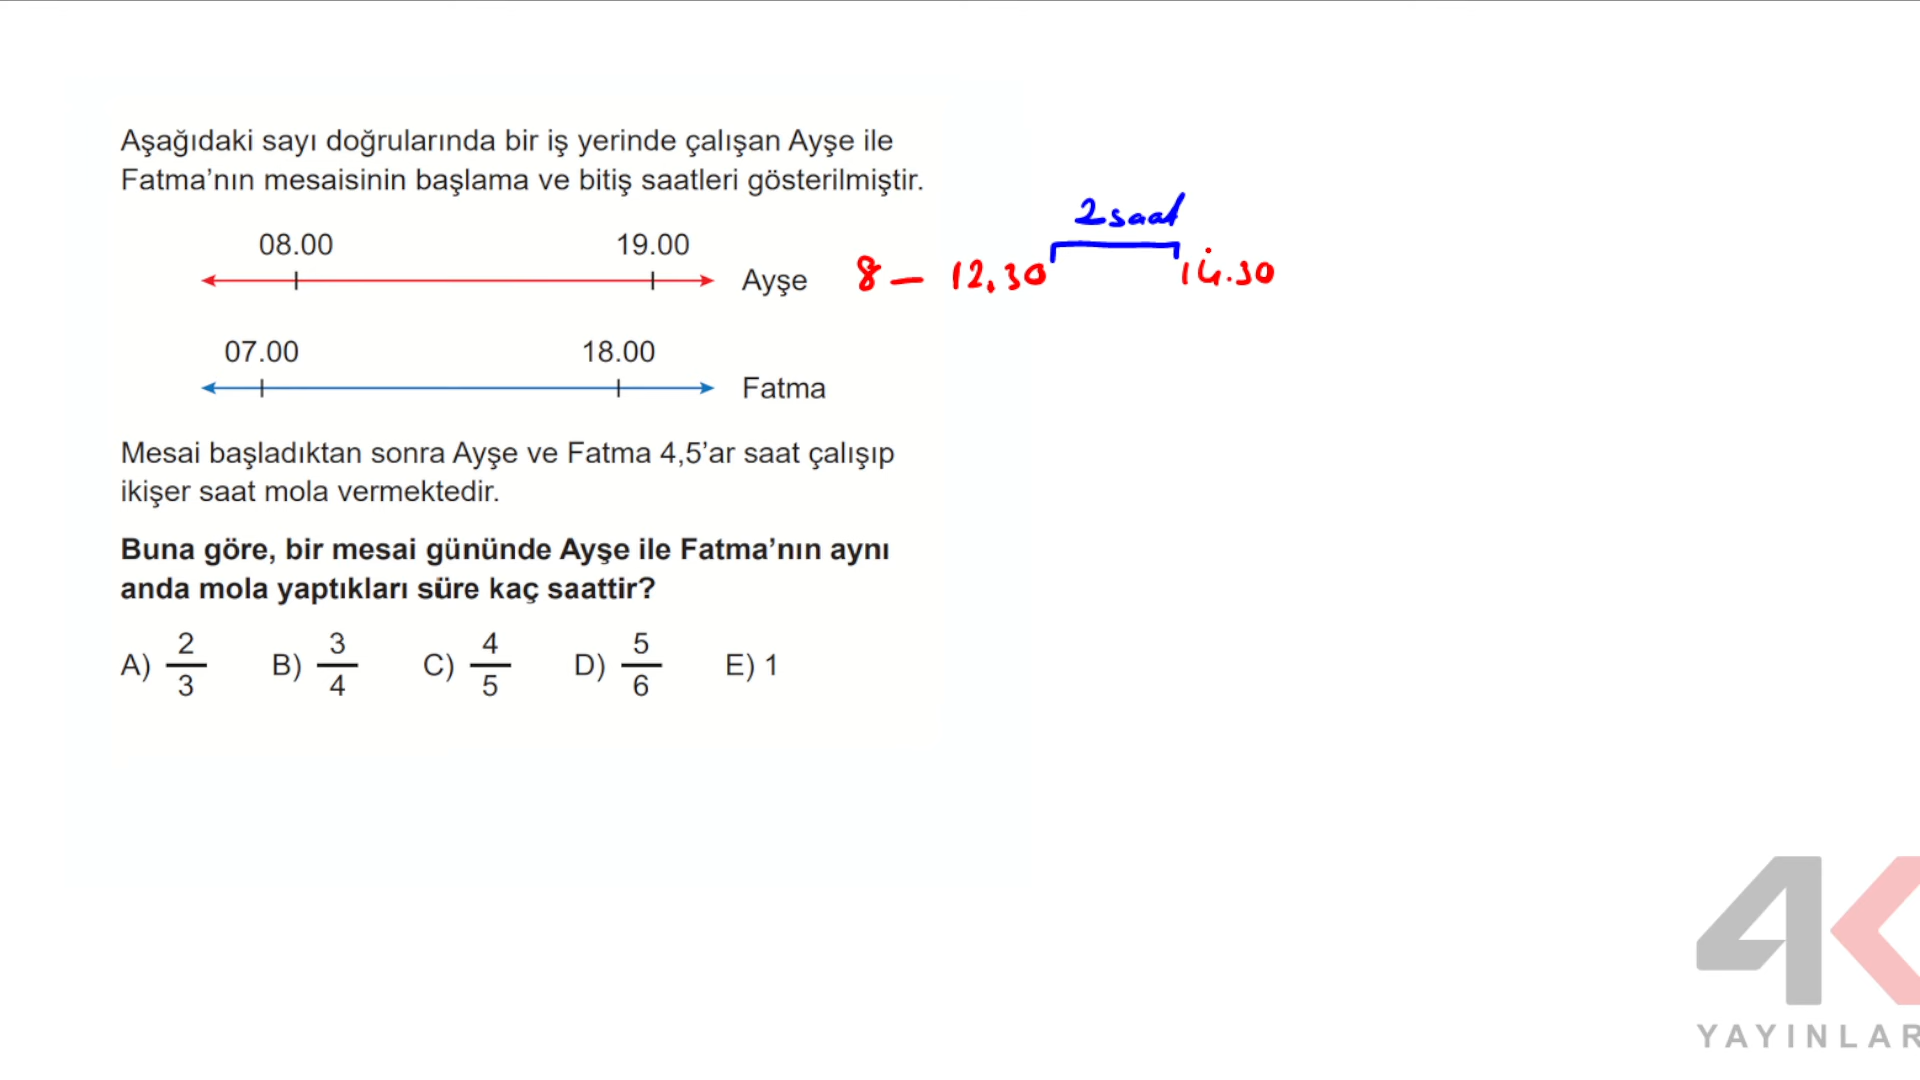 Aşağıdaki sayı doğrularında bir iş yerinde çalışan Ayşe ile
Fatma'nın mesaisinin başlama ve bitiş saatleri gösterilmiştir.
2 saat
08.00 19.00
Ayşe 8 — 12.30 14.30
07.00 18.00
Fatma
Mesai başladıktan sonra Ayşe ve Fatma 4,5'ar saat çalışıp
ikişer saat mola vermektedir.
Buna göre, bir mesai gününde Ayşe ile Fatma'nın aynı
anda mola yaptıkları süre kaç saattir?
A) 2/3 B) 3/4 C) 4/5 D) 5/6 E) 1
4K
YAYINLAR